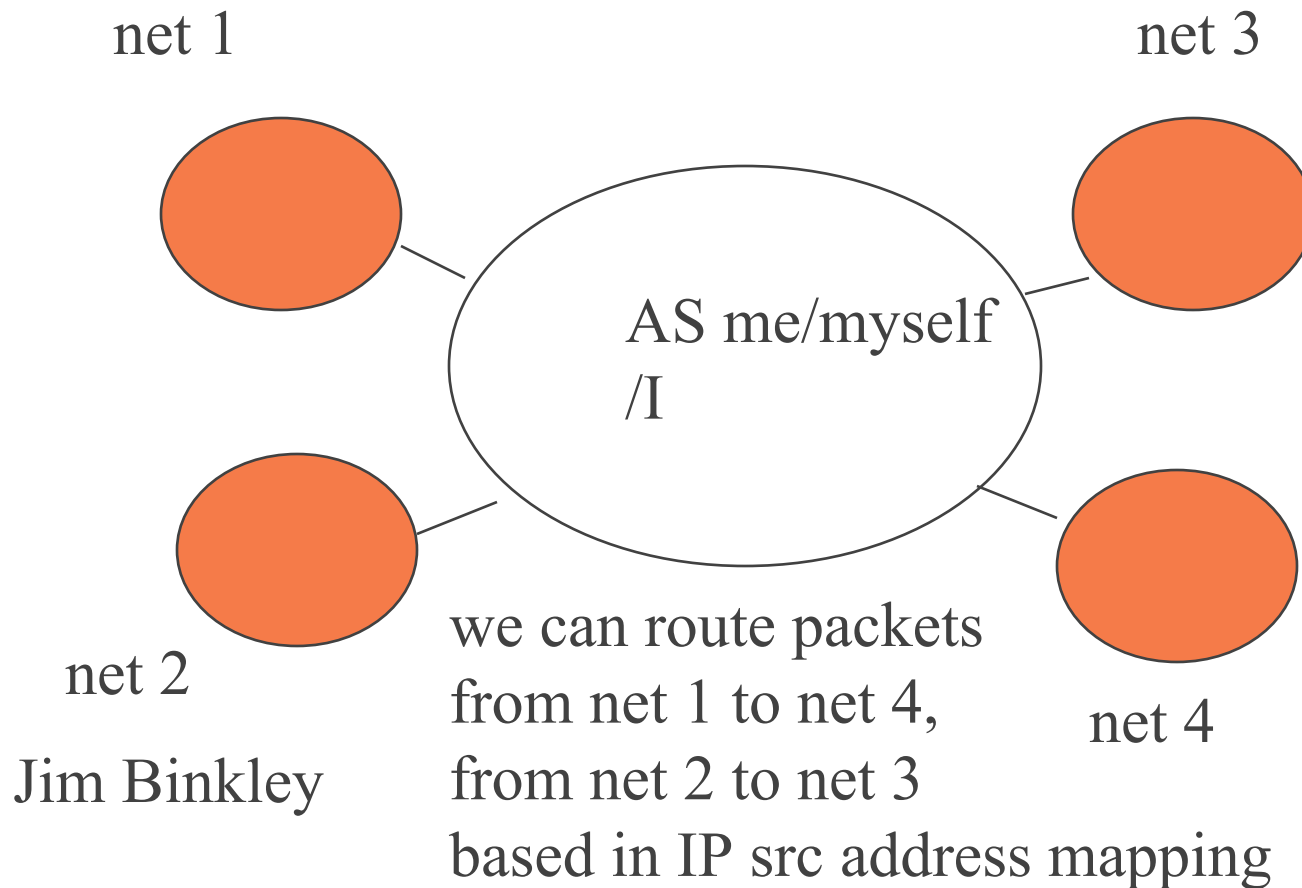 net 1
net 3
AS me/myself
/I
net 2
net 4
we can route packets
from net 1 to net 4,
from net 2 to net 3
based in IP src address mapping
Jim Binkley